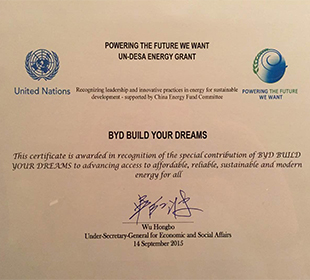 POWERING THE FUTURE WE WANT
UN-DESA ENERGY GRANT
United Nations
Recognizing leadership and innovative practices in energy for sustainable
development - supported by China Energy Fund Committee
POWERING THE FUTURE
WE WANT
BYD BUILD YOUR DREAMS
This certificate is awarded in recognition of the special contribution of BYD BUILD
YOUR DREAMS to advancing access to affordable, reliable, sustainable and modern
energy for all
Wu Hongbo
Under-Secretary-General for Economic and Social Affairs
14 September 2015